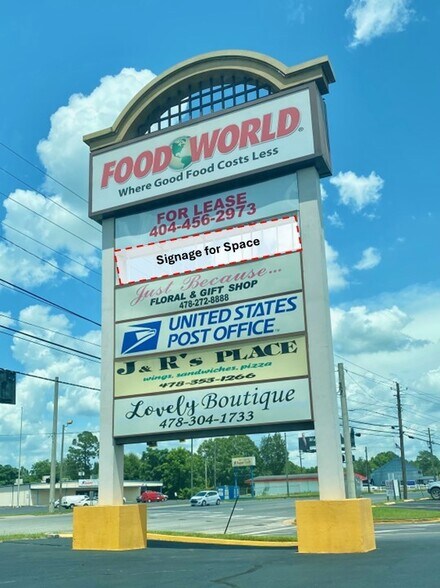 FOOD WORLD®
Where Good Food Costs Less
FOR LEASE
404-456-2973
Signage for Space
Just Because...
FLORAL & GIFT SHOP
478-272-8888
UNITED STATES
POST OFFICE®
J & R's PLACE
wings, sandwiches, pizza
478-353-1266
Lovely Boutique
478-304-1733